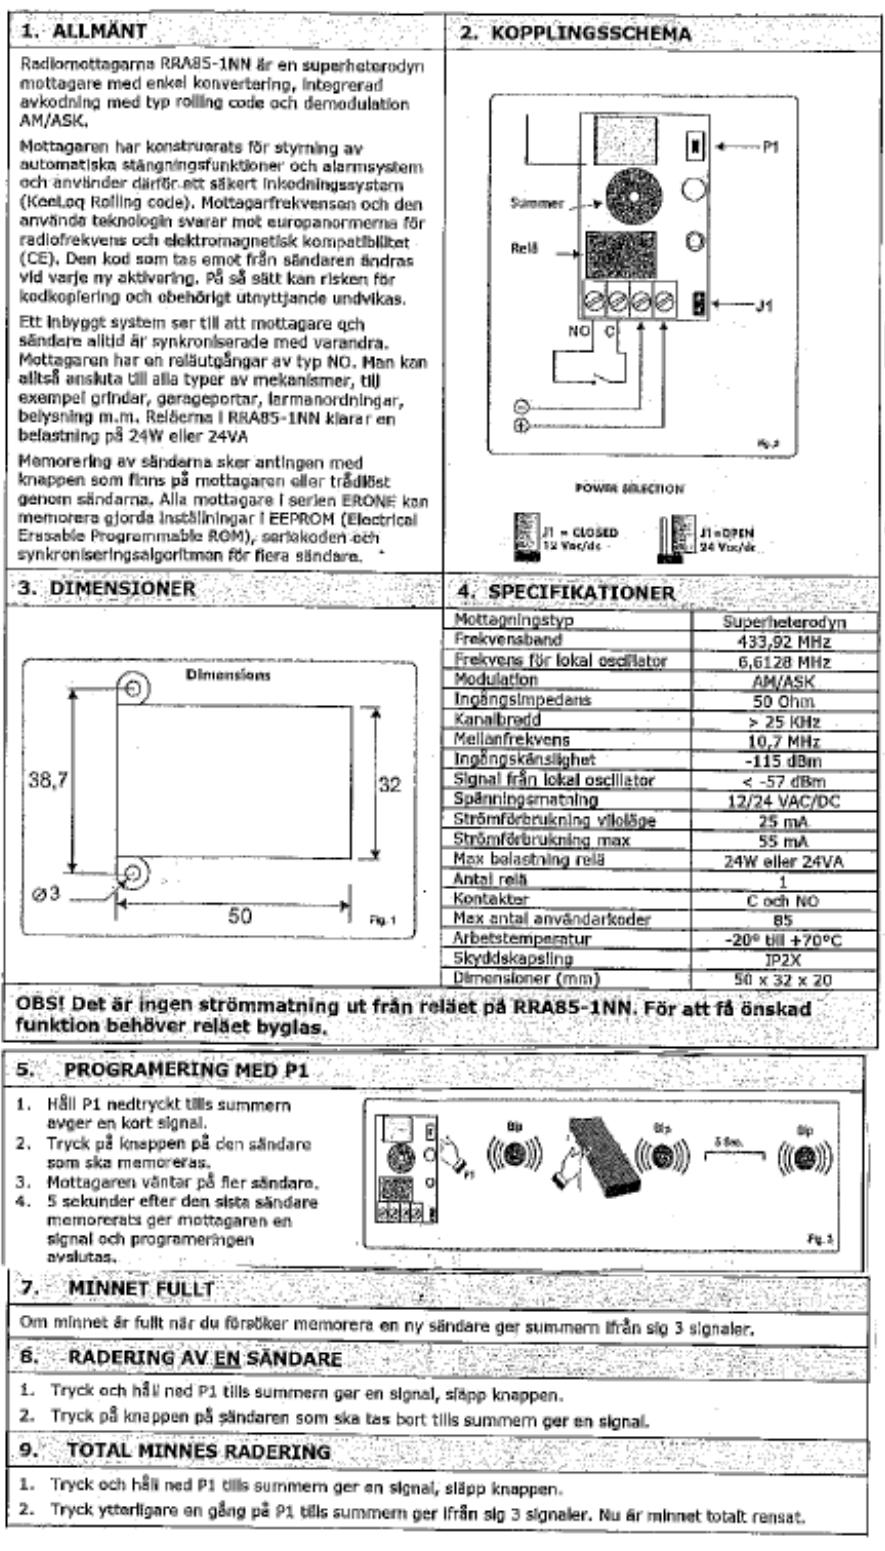 1. ALLMÄNT
Radiomottagarna RRA85-1NN är en superheterodyn
mottagare med enkel konvertering, integrerad
avkodning med typ rolling code och demodulation
AM/ASK.
Mottagaren har konstruerats för styrning av
automatiska stängningsfunktioner och alarmsystem
och använder därför ett säkert inkodningssystem
(KeeLoq Rolling code). Mottagarfrekvensen och den
använda teknologin svarar mot europanormerna för
radiofrekvens och elektromagnetisk kompatibilitet
(CE). Den kod som tas emot från sändaren ändras
vid varje ny aktivering. På så sätt kan risken för
kodkopiering och obehörigt utnyttjande undvikas.
Ett inbyggt system ser till att mottagare och
sändare alltid är synkroniserade med varandra.
Mottagaren har en reläutgångar av typ NO. Man kan
alltså ansluta till alla typer av mekanismer, till
exempel grindar, garageportar, larmanordningar,
belysning m.m. Reläerna i RRA85-1NN klarar en
belastning på 24W eller 24VA
Memorering av sändarna sker antingen med
knappen som finns på mottagaren eller trådlöst
genom sändarna. Alla mottagare i serien ERONE kan
memorera gjorda inställningar i EEPROM (Electrical
Erasable Programmable ROM), seriekoden och
synkroniseringsalgoritmen för flera sändare.
2. KOPPLINGSSCHEMA
P1
Summer
Relä
J1
NO C
Fig. 2
POWER SELECTION
J1 = CLOSED
12 Vac/dc
J1=OPEN
24 Vac/dc
3. DIMENSIONER
Dimensions
38,7
32
Ø3
50
Fig. 1
4. SPECIFIKATIONER
Mottagningstyp Superheterodyn
Frekvensband 433,92 MHz
Frekvens för lokal oscillator 6,6128 MHz
Modulation AM/ASK
Ingångsimpedans 50 Ohm
Kanalbredd > 25 KHz
Mellanfrekvens 10,7 MHz
Ingångskänslighet -115 dBm
Signal från lokal oscillator < -57 dBm
Spänningsmatning 12/24 VAC/DC
Strömförbrukning viloläge 25 mA
Strömförbrukning max 55 mA
Max belastning relä 24W eller 24VA
Antal relä 1
Kontakter C och NO
Max antal användarkoder 85
Arbetstemperatur -20° till +70°C
Skyddskapsling IP2X
Dimensioner (mm) 50 x 32 x 20
OBS! Det är ingen strömmatning ut från reläet på RRA85-1NN. För att få önskad
funktion behöver reläet byglas.
5. PROGRAMERING MED P1
1. Håll P1 nedtryckt tills summern
avger en kort signal.
2. Tryck på knappen på den sändare
som ska memoreras.
3. Mottagaren väntar på fler sändare.
4. 5 sekunder efter den sista sändare
memorerats ger mottagaren en
signal och programeringen
avslutas.
P1
Bip
Bip
5 Sec.
Bip
Fig. 3
7. MINNET FULLT
Om minnet är fullt när du försöker memorera en ny sändare ger summern ifrån sig 3 signaler.
8. RADERING AV EN SÄNDARE
1. Tryck och håll ned P1 tills summern ger en signal, släpp knappen.
2. Tryck på knappen på sändaren som ska tas bort tills summern ger en signal.
9. TOTAL MINNES RADERING
1. Tryck och håll ned P1 tills summern ger en signal, släpp knappen.
2. Tryck ytterligare en gång på P1 tills summern ger ifrån sig 3 signaler. Nu är minnet totalt rensat.